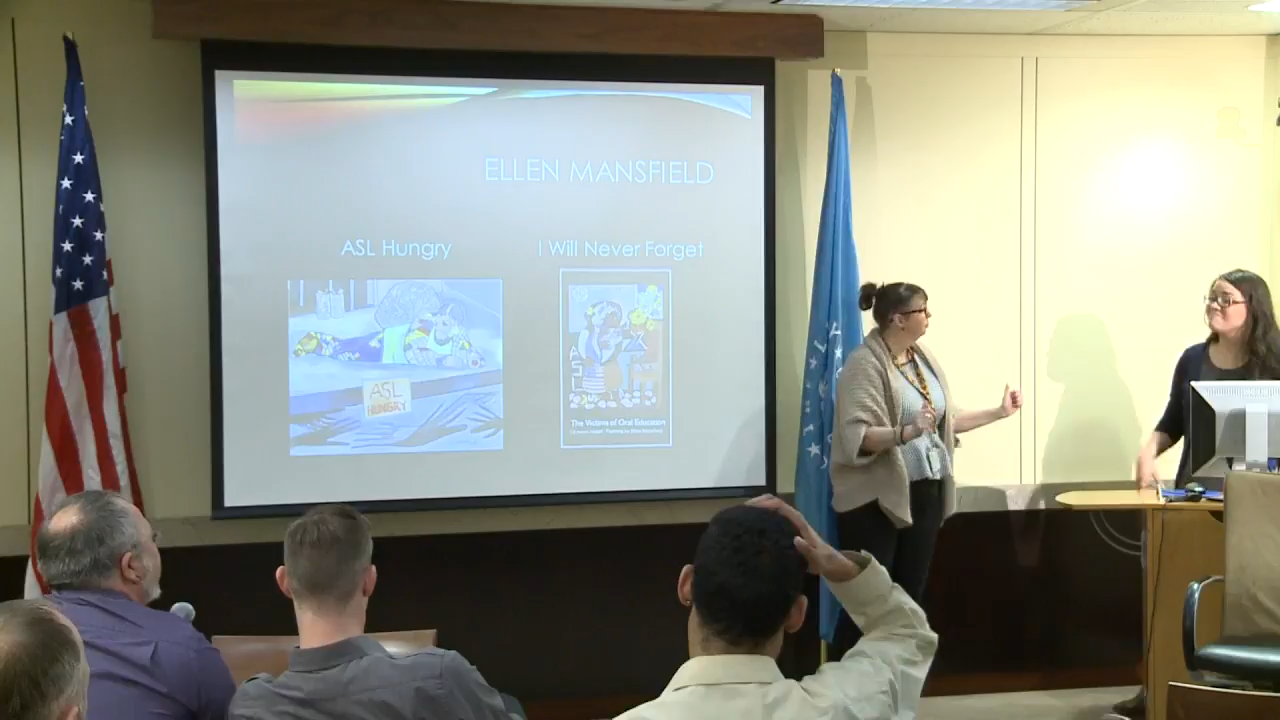 ELLEN MANSFIELD
ASL Hungry
I Will Never Forget
ASL
HUNGRY
The Victims of Oral Education